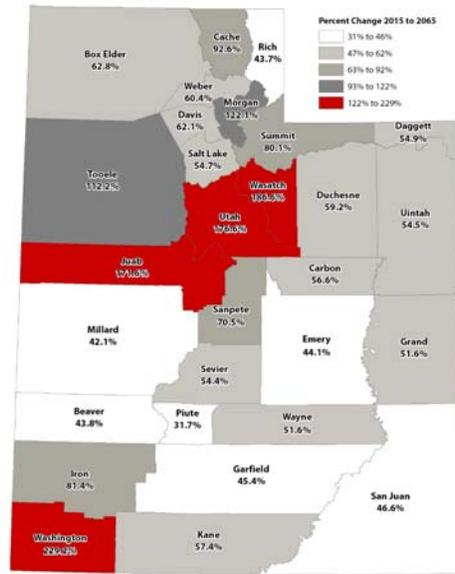 Percent Change 2015 to 2065
31% to 46%
47% to 62%
63% to 92%
93% to 122%
122% to 229%
Cache
92.6%
Rich
43.7%
Box Elder
62.8%
Weber
60.4%
Morgan
122.1%
Davis
62.1%
Summit
80.1%
Daggett
54.9%
Salt Lake
54.7%
Tooele
112.2%
Wasatch
186.6%
Utah
176.6%
Duchesne
59.2%
Uintah
54.5%
Juab
171.6%
Carbon
56.6%
Sanpete
70.5%
Millard
42.1%
Emery
44.1%
Grand
51.6%
Sevier
54.4%
Beaver
43.8%
Piute
31.7%
Wayne
51.6%
Iron
81.4%
Garfield
45.4%
San Juan
46.6%
Washington
229.2%
Kane
57.4%